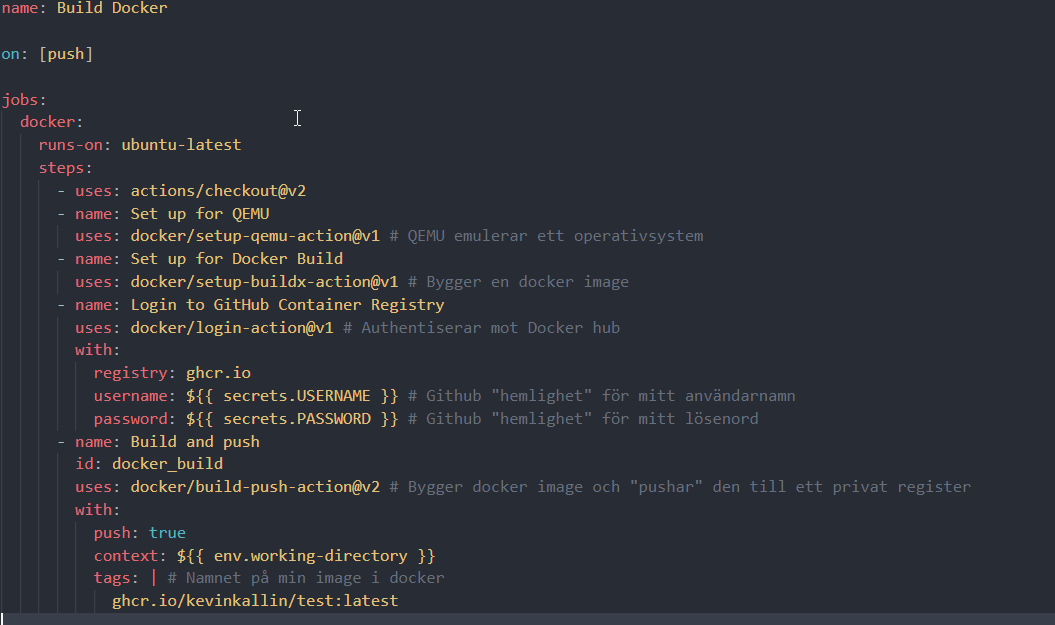 name: Build Docker
on: [push]
jobs:
docker:
runs-on: ubuntu-latest
steps:
- uses: actions/checkout@v2
- name: Set up for QEMU
uses: docker/setup-qemu-action@v1 # QEMU emulerar ett operativsystem
- name: Set up for Docker Build
uses: docker/setup-buildx-action@v1 # Bygger en docker image
- name: Login to GitHub Container Registry
uses: docker/login-action@v1 # Authentiserar mot Docker hub
with:
registry: ghcr.io
username: ${{ secrets.USERNAME }} # Github "hemlighet" för mitt användarnamn
password: ${{ secrets.PASSWORD }} # Github "hemlighet" för mitt lösenord
- name: Build and push
id: docker_build
uses: docker/build-push-action@v2 # Bygger docker image och "pushar" den till ett privat register
with:
push: true
context: ${{ env.working-directory }}
tags: | # Namnet på min image i docker
ghcr.io/kevinkallin/test:latest